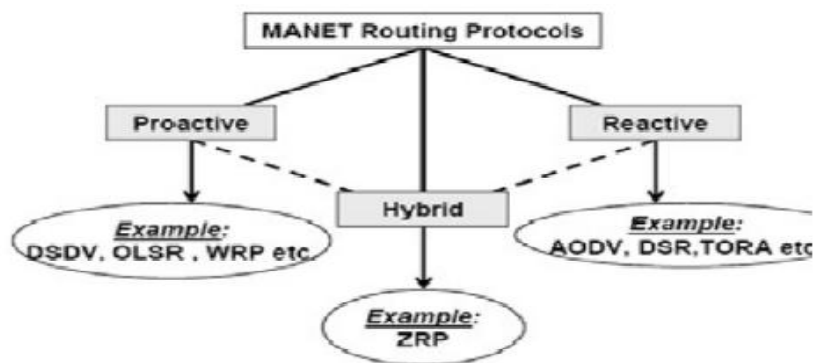 MANET Routing Protocols
Proactive
Reactive
Hybrid
Example:
DSDV, OLSR , WRP etc.
Example:
AODV, DSR,TORA etc
Example:
ZRP